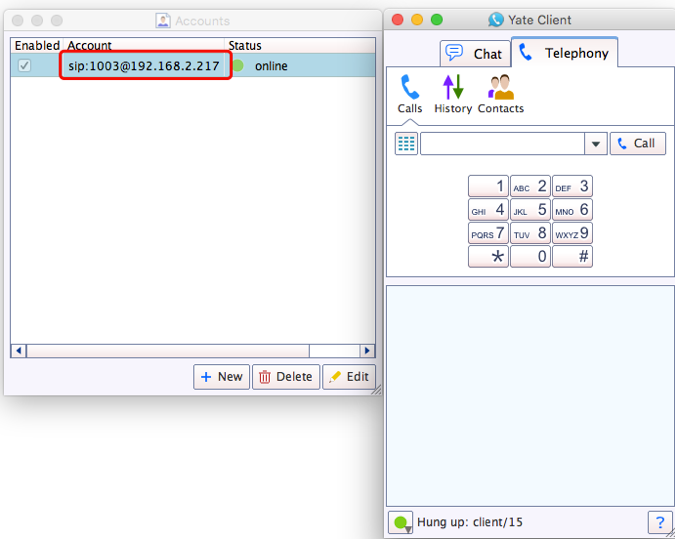 Accounts
Enabled Account Status
sip:1003@192.168.2.217 online
+ New Delete Edit
Yate Client
Chat Telephony
Calls History Contacts
Call
1 ABC 2 DEF 3
GHI 4 JKL 5 MNO 6
PQRS 7 TUV 8 WXYZ 9
* 0 #
Hung up: client/15 ?